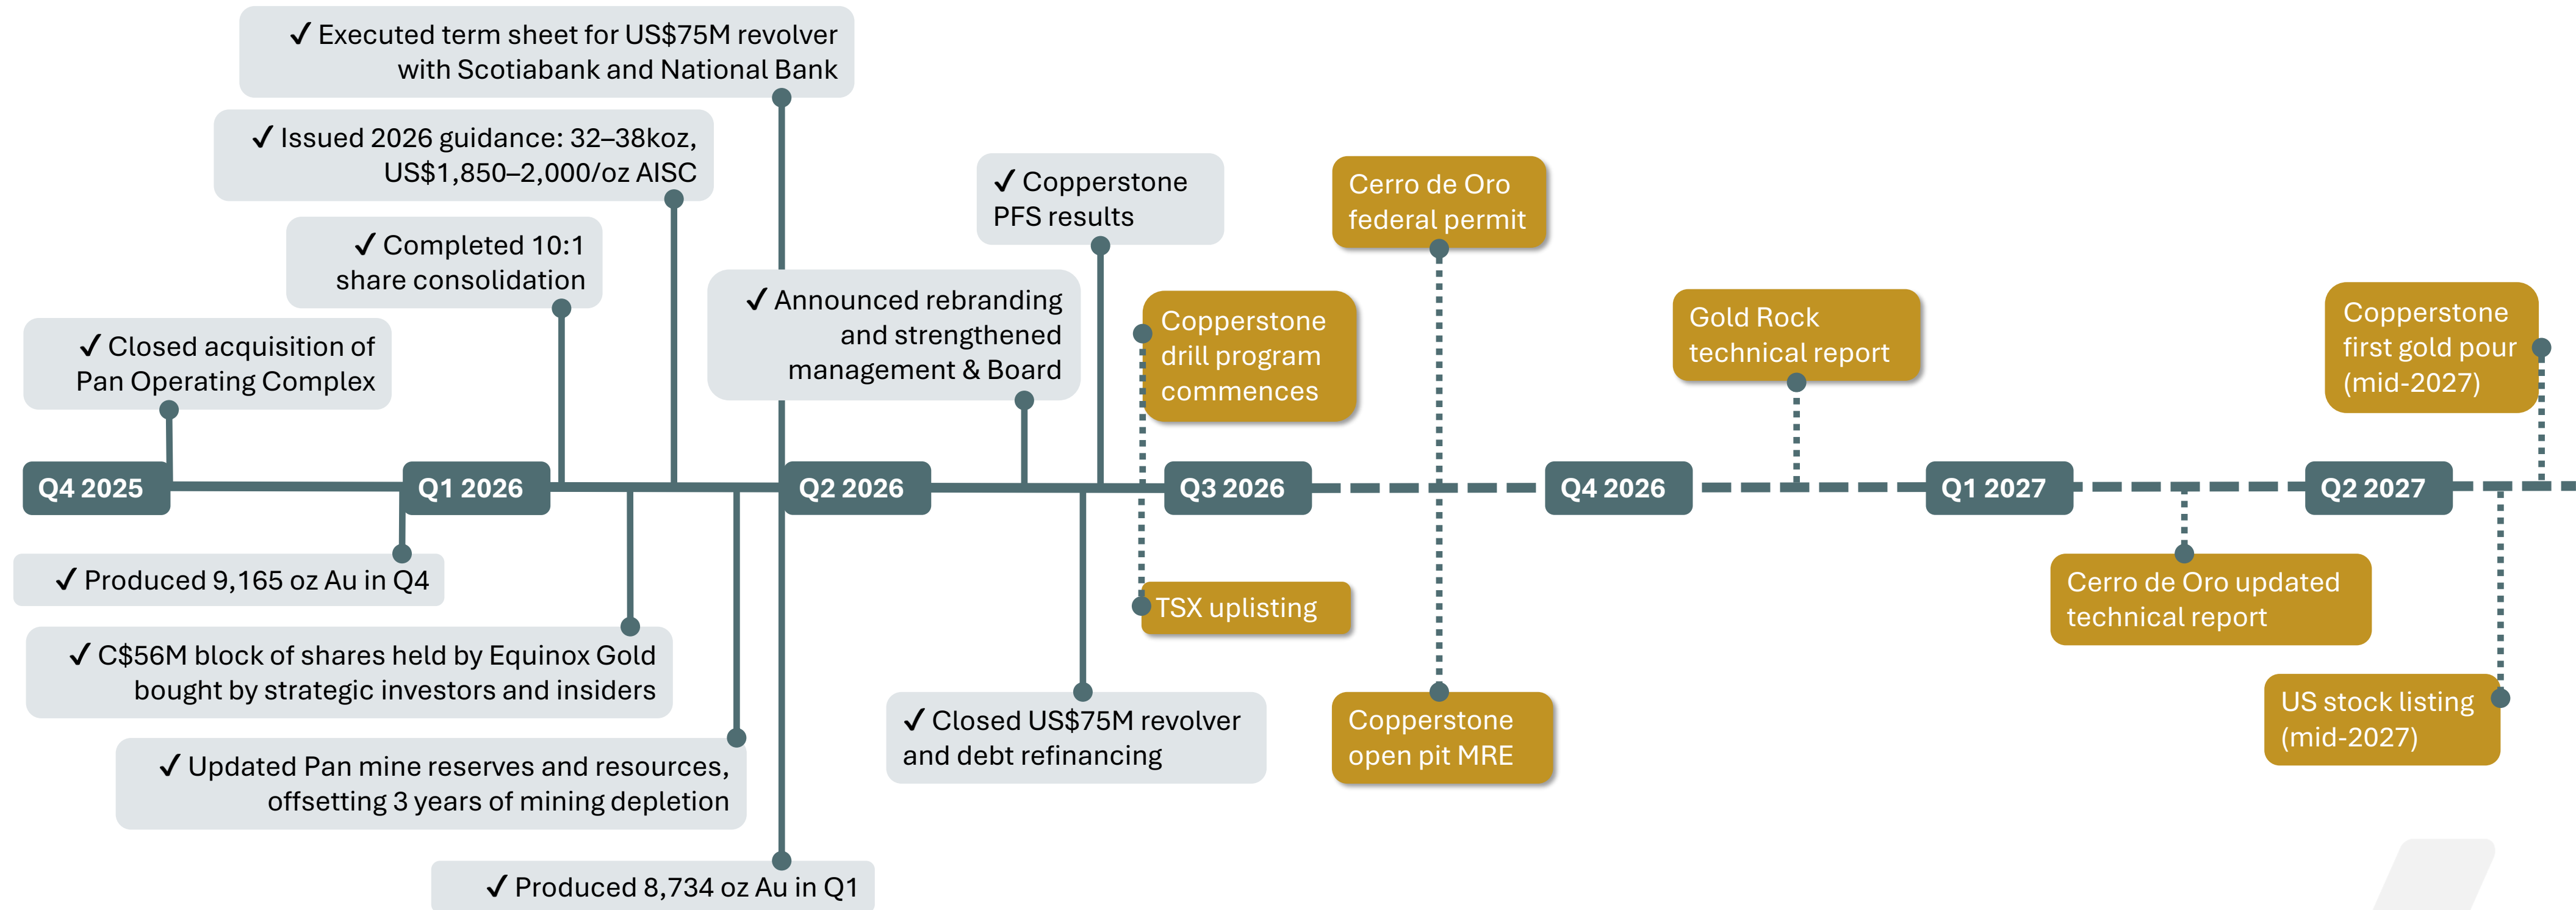 ✓ Executed term sheet for US$75M revolver
with Scotiabank and National Bank
✓ Issued 2026 guidance: 32–38koz,
US$1,850–2,000/oz AISC
✓ Completed 10:1
share consolidation
✓ Closed acquisition of
Pan Operating Complex
✓ Announced rebranding
and strengthened
management & Board
✓ Copperstone
PFS results
Copperstone
drill program
commences
Cerro de Oro
federal permit
Gold Rock
technical report
Copperstone
first gold pour
(mid-2027)
Q4 2025
Q1 2026
Q2 2026
Q3 2026
Q4 2026
Q1 2027
Q2 2027
✓ Produced 9,165 oz Au in Q4
✓ C$56M block of shares held by Equinox Gold
bought by strategic investors and insiders
✓ Updated Pan mine reserves and resources,
offsetting 3 years of mining depletion
✓ Produced 8,734 oz Au in Q1
✓ Closed US$75M revolver
and debt refinancing
TSX uplisting
Copperstone
open pit MRE
Cerro de Oro updated
technical report
US stock listing
(mid-2027)